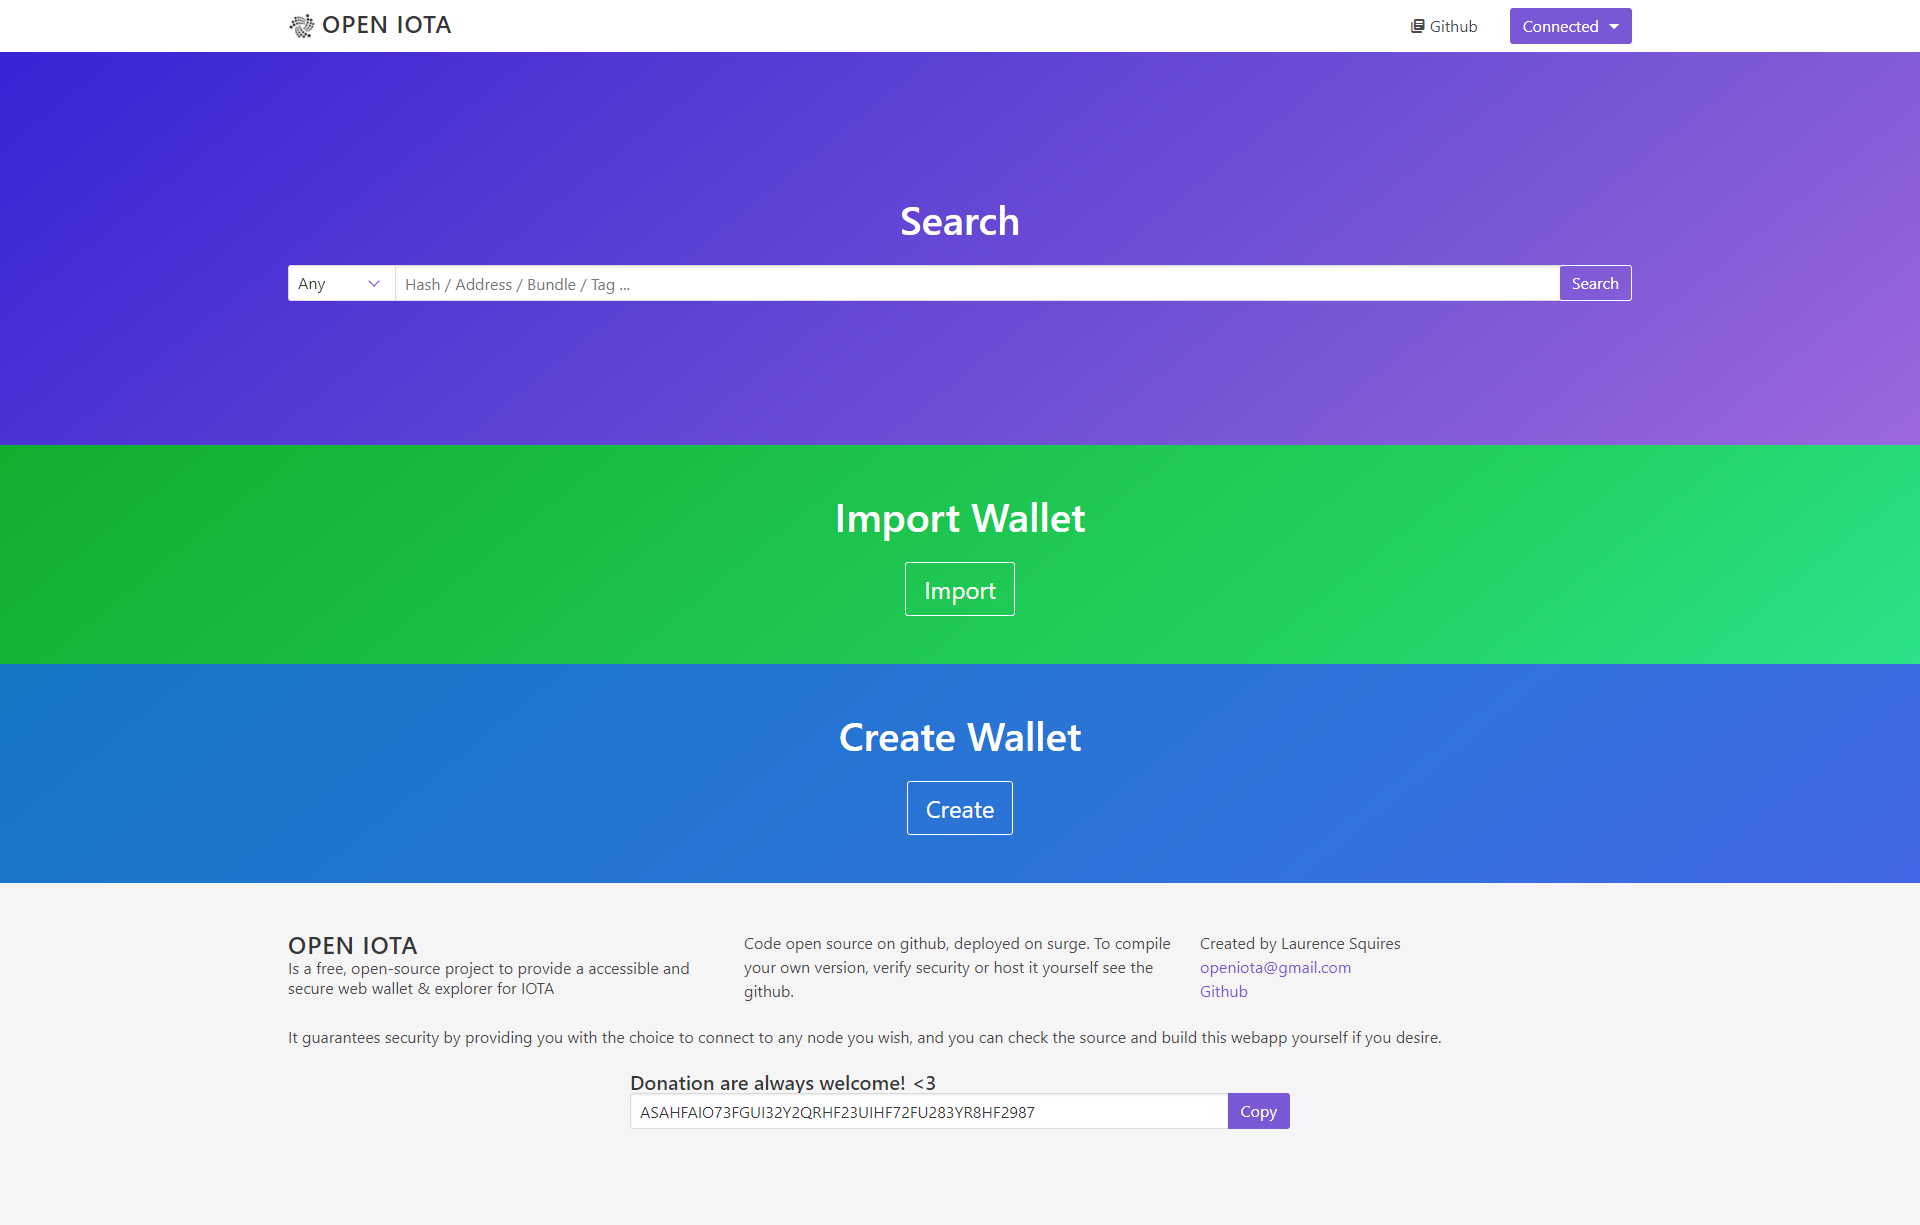 OPEN IOTA
Github
Connected
Search
Any
Hash / Address / Bundle / Tag ...
Search
Import Wallet
Import
Create Wallet
Create
OPEN IOTA
Is a free, open-source project to provide a accessible and
secure web wallet & explorer for IOTA
Code open source on github, deployed on surge. To compile
your own version, verify security or host it yourself see the
github.
Created by Laurence Squires
openiota@gmail.com
Github
It guarantees security by providing you with the choice to connect to any node you wish, and you can check the source and build this webapp yourself if you desire.
Donation are always welcome! <3
ASAHFAIO73FGUI32Y2QRHF23UIHF72FU283YR8HF2987
Copy